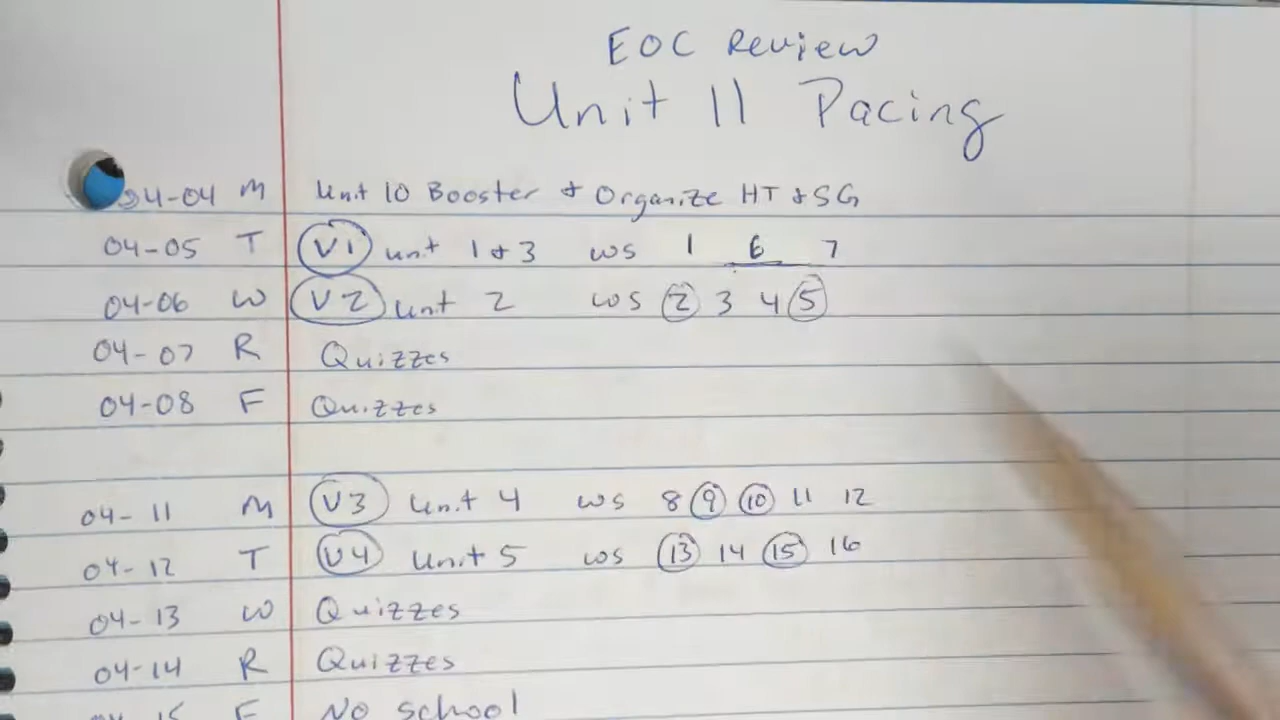 EOC Review
Unit 11 Pacing
04-04 M Unit 10 Booster & Organize HT & SG
04-05 T V1 unit 1 & 3 ws 1 6 7
04-06 W V2 unit 2 ws 2 3 4 5
04-07 R Quizzes
04-08 F Quizzes
04-11 M V3 Unit 4 ws 8 9 10 11 12
04-12 T V4 Unit 5 ws 13 14 15 16
04-13 W Quizzes
04-14 R Quizzes
04-15 F No school